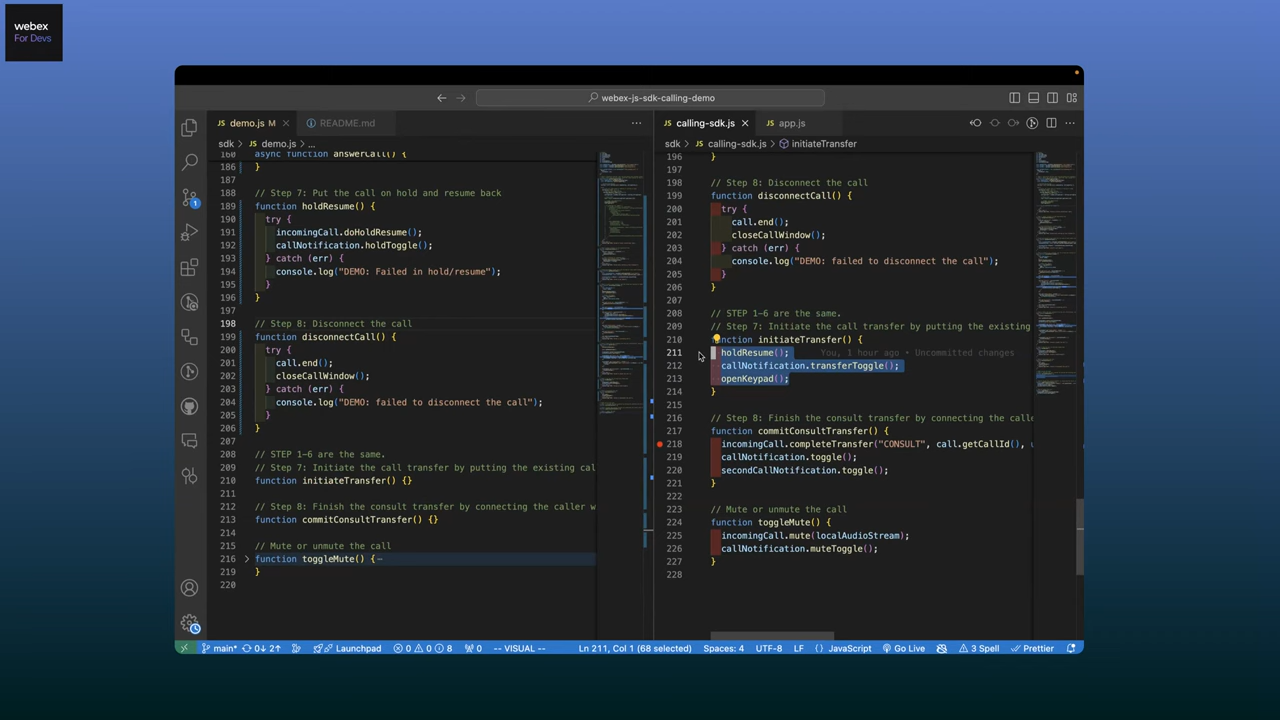 webex
For Devs
webex-js-sdk-calling-demo
JS demo.js M
README.md
JS calling-sdk.js
JS app.js
sdk > JS demo.js > ...
sdk > JS calling-sdk.js > initiateTransfer
160 async function answerCall() {
186 }
187
188 // Step 7: Put the call on hold and resume back
189 function holdResume() {
190 try {
191 incomingCall.doHoldResume();
192 callNotification.holdToggle();
193 } catch (err) {
194 console.log("DEMO: Failed in hold/resume");
195 }
296 }
197
198 // Step 8: Disconnect the call
199 function disconnectCall() {
200 try {
201 call.end();
202 closeCallWindow();
203 } catch (err) {
204 console.log("DEMO: failed to disconnect the call");
205 }
206 }
207
208 // STEP 1-6 are the same.
209 // Step 7: Initiate the call transfer by putting the existing cal
210 function initiateTransfer() {}
211
212 // Step 8: Finish the consult transfer by connecting the caller w
213 function commitConsultTransfer() {}
214
215 // Mute or unmute the call
216 function toggleMute() {
219 }
220
196 }
197
198 // Step 8: Disconnect the call
199 function disconnectCall() {
200 try {
201 call.end();
202 closeCallWindow();
203 } catch (err) {
204 console.log("DEMO: failed to disconnect the call");
205 }
206 }
207
208 // STEP 1-6 are the same.
209 // Step 7: Initiate the call transfer by putting the existing
210 function initiateTransfer() {
211 holdResume(); You, 1 hour ago • Uncommitted changes
212 callNotification.transferToggle();
213 openKeypad();
214 }
215
216 // Step 8: Finish the consult transfer by connecting the calle
217 function commitConsultTransfer() {
218 incomingCall.completeTransfer("CONSULT", call.getCallId(), u
219 callNotification.toggle();
220 secondCallNotification.toggle();
221 }
222
223 // Mute or unmute the call
224 function toggleMute() {
225 incomingCall.mute(localAudioStream);
226 callNotification.muteToggle();
227 }
228
1
main* 0↓ 2↑ Launchpad 0 0 8 0 -- VISUAL -- Ln 211, Col 1 (68 selected) Spaces: 4 UTF-8 LF {} JavaScript Go Live 3 Spell Prettier